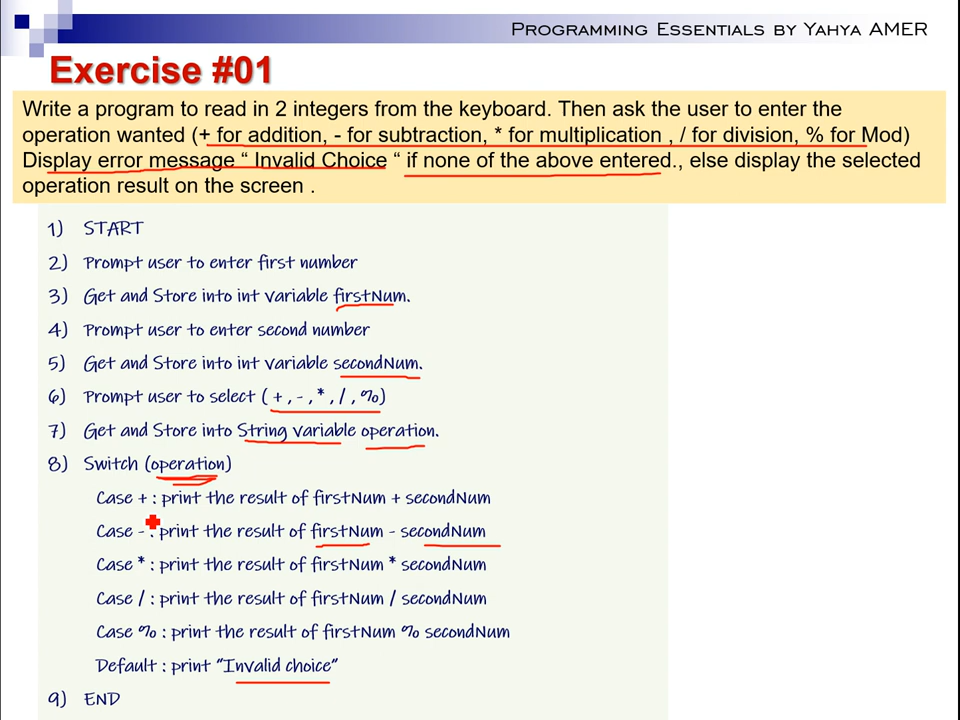 PROGRAMMING ESSENTIALS BY YAHYA AMER
Exercise #01
Write a program to read in 2 integers from the keyboard. Then ask the user to enter the
operation wanted (+ for addition, - for subtraction, * for multiplication , / for division, % for Mod)
Display error message “ Invalid Choice “ if none of the above entered., else display the selected
operation result on the screen .
1) START
2) Prompt user to enter first number
3) Get and Store into int variable firstNum.
4) Prompt user to enter second number
5) Get and Store into int variable secondNum.
6) Prompt user to select ( + , - , * , / , %)
7) Get and Store into String variable operation.
8) Switch (operation)
Case + : print the result of firstNum + secondNum
Case - : print the result of firstNum - secondNum
Case * : print the result of firstNum * secondNum
Case / : print the result of firstNum / secondNum
Case % : print the result of firstNum % secondNum
Default : print “Invalid choice”
9) END